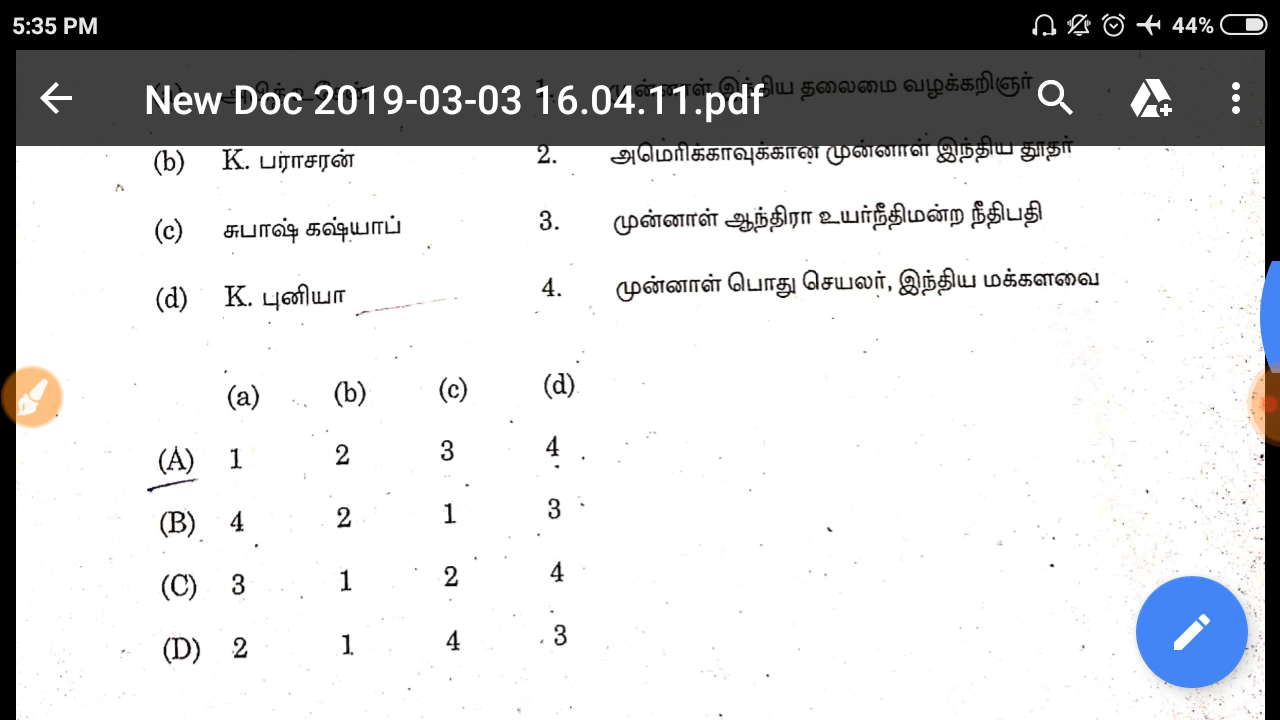 5:35 PM 44%
New Doc 2019-03-03 16.04.11.pdf
1. முன்னாள் இந்திய தலைமை வழக்கறிஞர்
(b) K. பராசரன் 2. அமெரிக்காவுக்கான முன்னாள் இந்திய தூதர்
(c) சுபாஷ் கஷ்யாப் 3. முன்னாள் ஆந்திரா உயர்நீதிமன்ற நீதிபதி
(d) K. புனியா 4. முன்னாள் பொது செயலர், இந்திய மக்களவை
(a) (b) (c) (d)
(A) 1 2 3 4
(B) 4 2 1 3
(C) 3 1 2 4
(D) 2 1 4 3